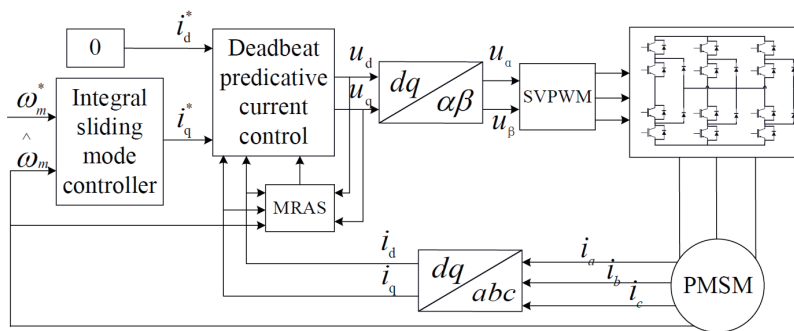 0
i*d
Deadbeat
predicative
current
control
ud
uq
dq
αβ
uα
uβ
SVPWM
ω*m
ω̂m
Integral
sliding
mode
controller
i*q
MRAS
id
iq
dq
abc
ia
ib
ic
PMSM